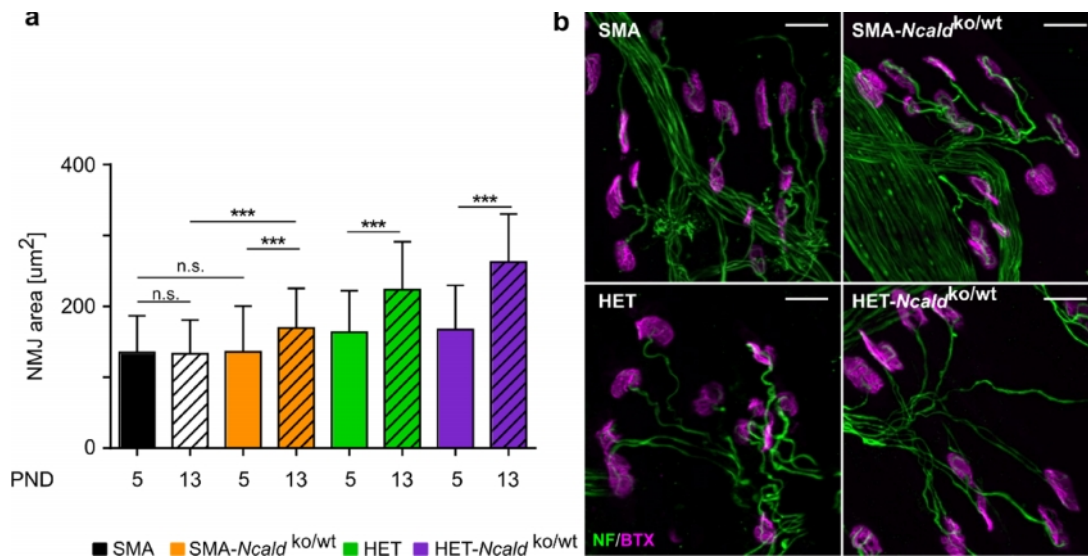 a
NMJ area [um²]
400
200
0
***
***
n.s.
n.s.
***
***
PND 5 13 5 13 5 13 5 13
SMA SMA-Ncald ko/wt HET HET-Ncald ko/wt
b
SMA
SMA-Ncald ko/wt
HET
HET-Ncald ko/wt
NF/BTX